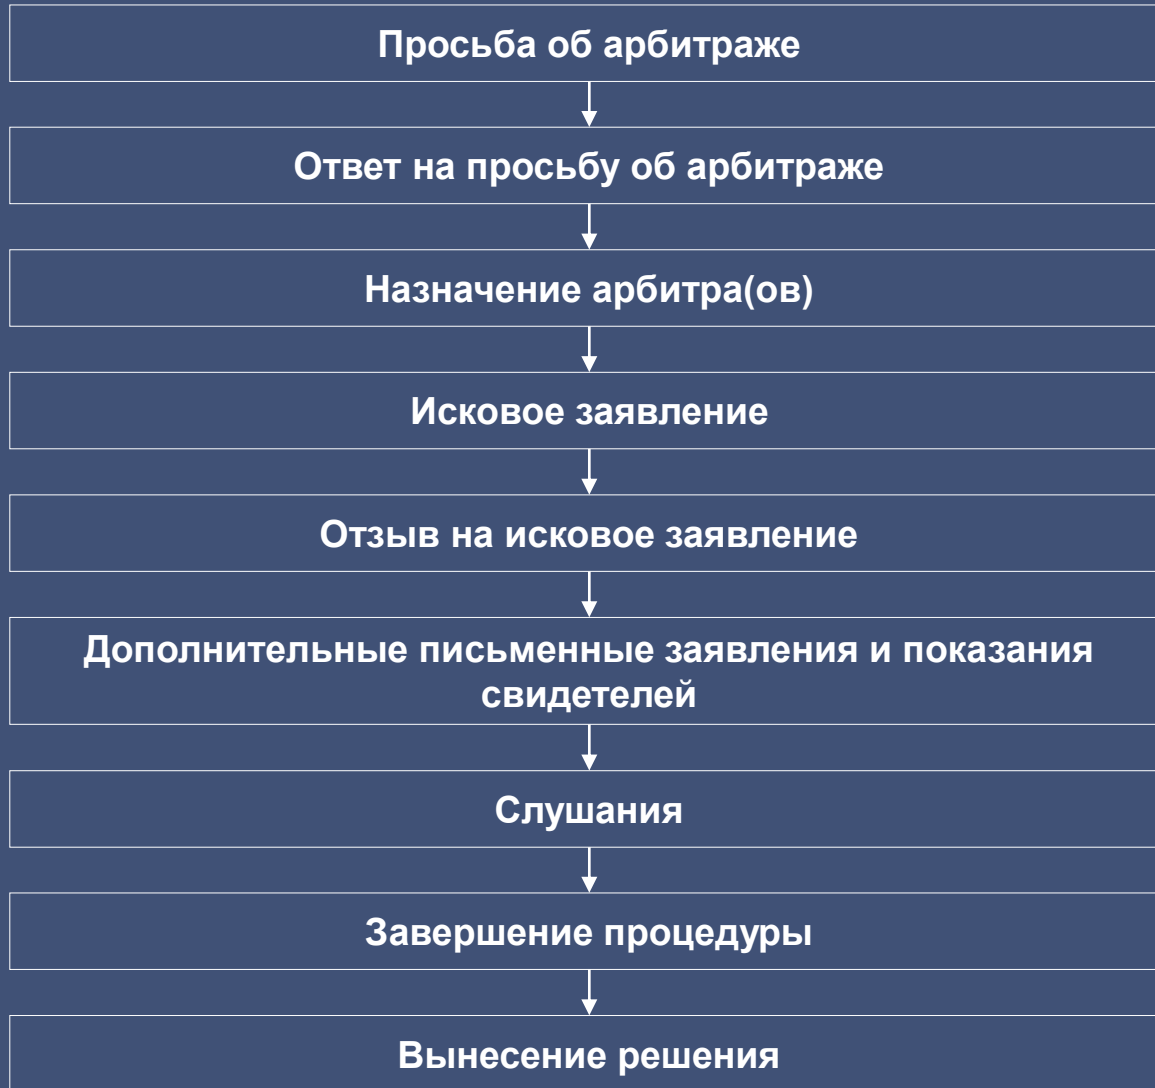 Просьба об арбитраже
Ответ на просьбу об арбитраже
Назначение арбитра(ов)
Исковое заявление
Отзыв на исковое заявление
Дополнительные письменные заявления и показания
свидетелей
Слушания
Завершение процедуры
Вынесение решения